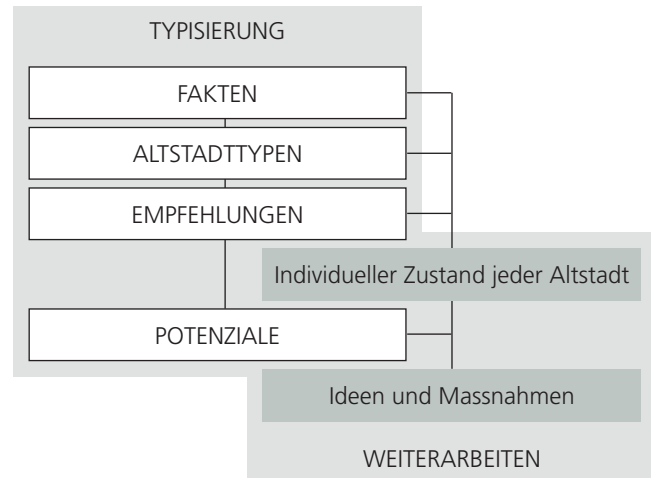 TYPISIERUNG
FAKTEN
ALTSTADTTYPEN
EMPFEHLUNGEN
Individueller Zustand jeder Altstadt
POTENZIALE
Ideen und Massnahmen
WEITERARBEITEN